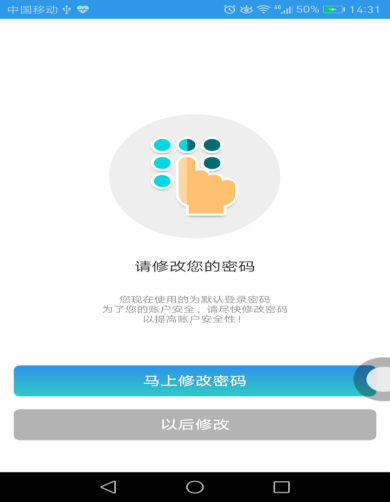 中国移动 50% 14:31
请修改您的密码
您现在使用的为默认登录密码
为了您的账户安全，请尽快修改密码
以提高账户安全性！
马上修改密码
以后修改